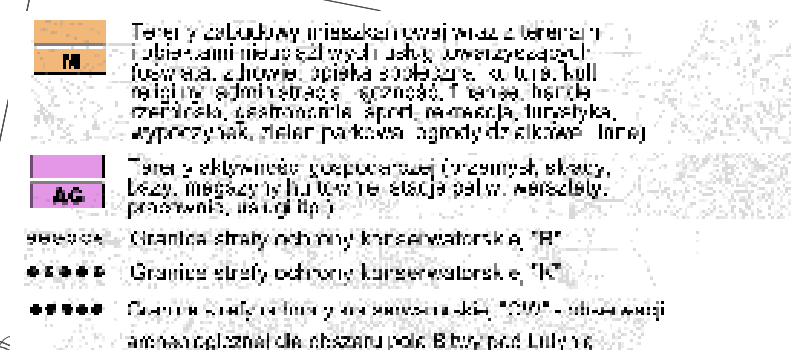 Tereny zabudowy mieszkaniowej wraz z terenami
i obiektami nieuciążliwych usług towarzyszących
M
(oświata, zdrowie, opieka społeczna, kultura, kult
religijny, administracja, łączność, finanse, handel
rzemiosło, gastronomia, sport, rekreacja, turystyka,
wypoczynek, zieleń parkowa, ogrody działkowe, inne)
Tereny aktywności gospodarczej (przemysł, składy,
AG
bazy, magazyny, hurtownie, stacje paliw, warsztaty,
pracownie, usługi itp.)
Granica strefy ochrony konserwatorskiej "B"
Granica strefy ochrony konserwatorskiej "K"
Granica strefy ochrony konserwatorskiej "OW" - obserwacji
archeologicznej dla obszaru pola Bitwy pod